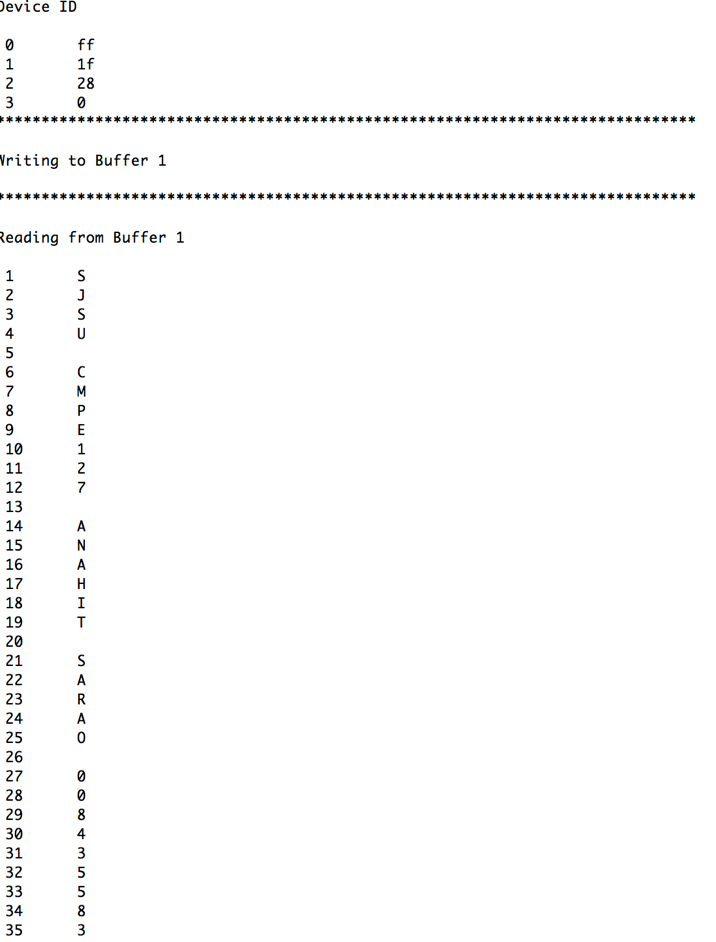 Device ID
0 ff
1 1f
2 28
3 0
******************************************************************************
Writing to Buffer 1
******************************************************************************
Reading from Buffer 1
1 S
2 J
3 S
4 U
5
6 C
7 M
8 P
9 E
10 1
11 2
12 7
13
14 A
15 N
16 A
17 H
18 I
19 T
20
21 S
22 A
23 R
24 A
25 O
26
27 0
28 0
29 8
30 4
31 3
32 5
33 5
34 8
35 3